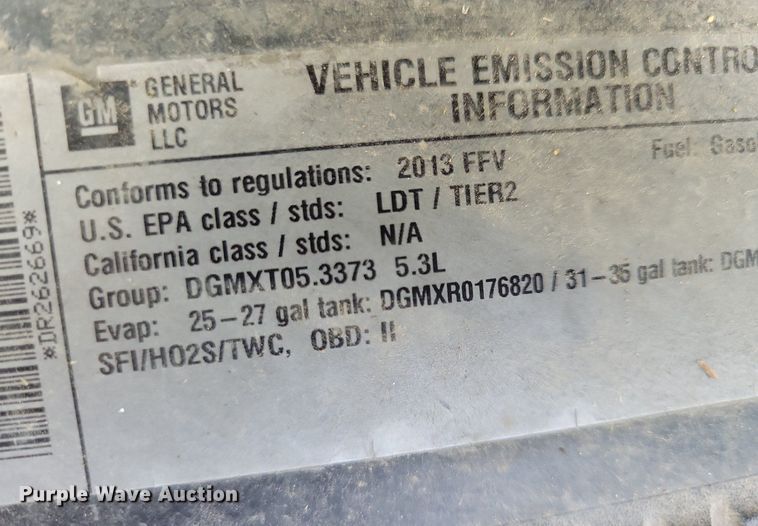 GM
GENERAL
MOTORS
LLC
VEHICLE EMISSION CONTRO
INFORMATION
Conforms to regulations: 2013 FFV
Fuel: Gasol
U.S. EPA class / stds: LDT / TIER2
California class / stds: N/A
Group: DGMXT05.3373 5.3L
Evap: 25-27 gal tank: DGMXR0176820 / 31-35 gal tank: DGM
SFI/HO2S/TWC, OBD: II
*DR262669*
Purple Wave Auction